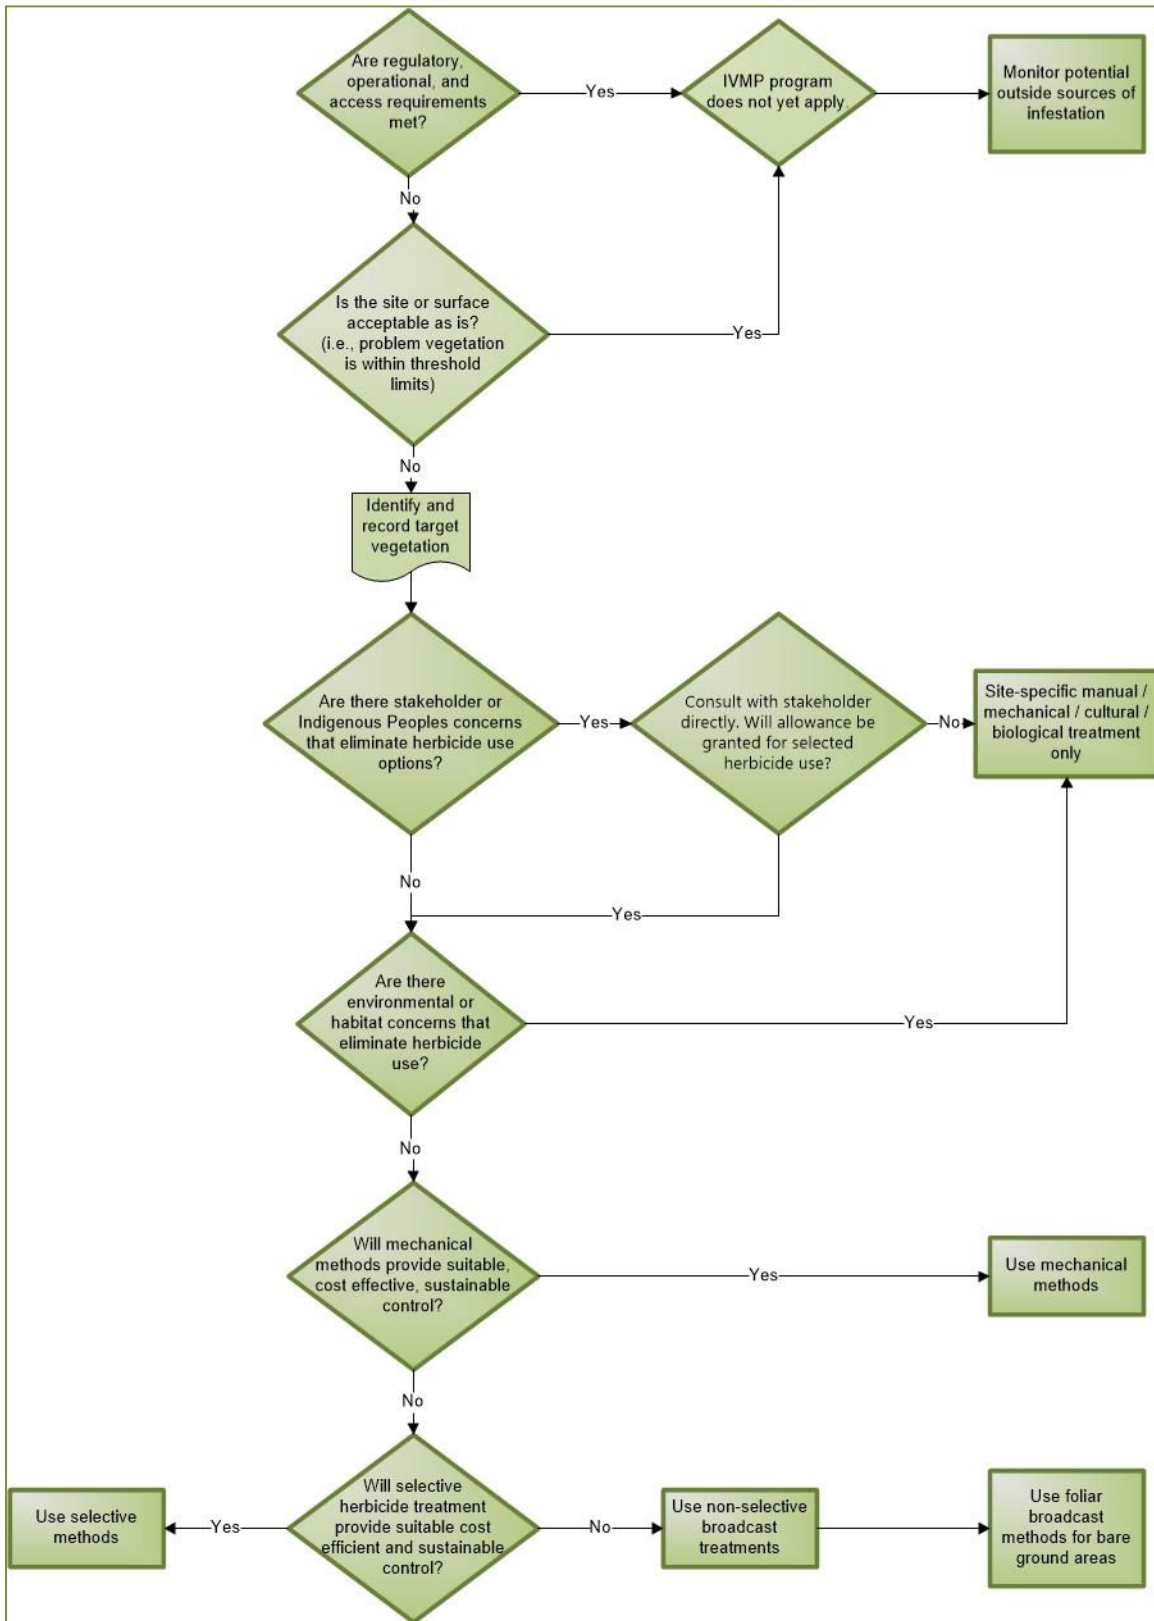 Are regulatory,
operational, and
access requirements
met?
Yes
IVMP program
does not yet apply.
Monitor potential
outside sources of
infestation
No
Is the site or surface
acceptable as is?
(i.e., problem vegetation
is within threshold
limits)
Yes
No
Identify and
record target
vegetation
Are there stakeholder or
Indigenous Peoples concerns
that eliminate herbicide use
options?
Yes
Consult with stakeholder
directly. Will allowance be
granted for selected
herbicide use?
No
Site-specific manual /
mechanical / cultural /
biological treatment
only
No
Yes
Are there
environmental or
habitat concerns that
eliminate herbicide
use?
Yes
No
Will mechanical
methods provide suitable,
cost effective, sustainable
control?
Yes
Use mechanical
methods
No
Will selective
herbicide treatment
provide suitable cost
efficient and sustainable
control?
Yes
Use selective
methods
No
Use non-selective
broadcast
treatments
Use foliar
broadcast
methods for bare
ground areas